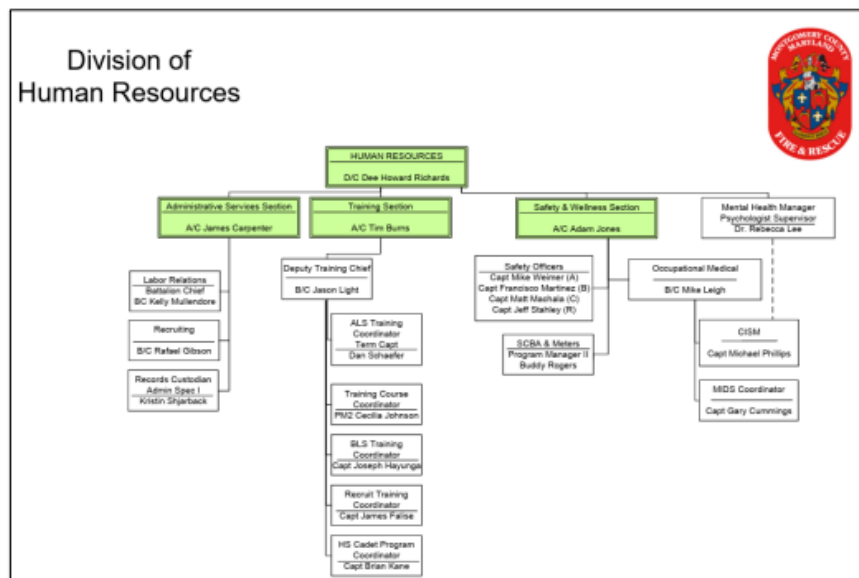 Division of
Human Resources
MONTGOMERY COUNTY
MARYLAND
FIRE & RESCUE
HUMAN RESOURCES
D/C Dee Howard Richards
Administrative Services Section
A/C James Carpenter
Training Section
A/C Tim Burns
Safety & Wellness Section
A/C Adam Jones
Mental Health Manager
Psychologist Supervisor
Dr. Rebecca Lee
Labor Relations
Battalion Chief
BC Kelly Mullendore
Recruiting
B/C Rafael Gibson
Records Custodian
Admin Spec I
Kristin Shjarback
Deputy Training Chief
B/C Jason Light
ALS Training
Coordinator
Term Capt
Dan Schaefer
Training Course
Coordinator
PM2 Cecilia Johnson
BLS Training
Coordinator
Capt Joseph Hayunga
Recruit Training
Coordinator
Capt James Falise
HS Cadet Program
Coordinator
Capt Brian Kane
Safety Officers
Capt Mike Weimer (A)
Capt Francisco Martinez (B)
Capt Matt Machala (C)
Capt Jeff Stahley (R)
SCBA & Meters
Program Manager II
Buddy Rogers
Occupational Medical
B/C Mike Leigh
CISM
Capt Michael Phillips
MIDS Coordinator
Capt Gary Cummings